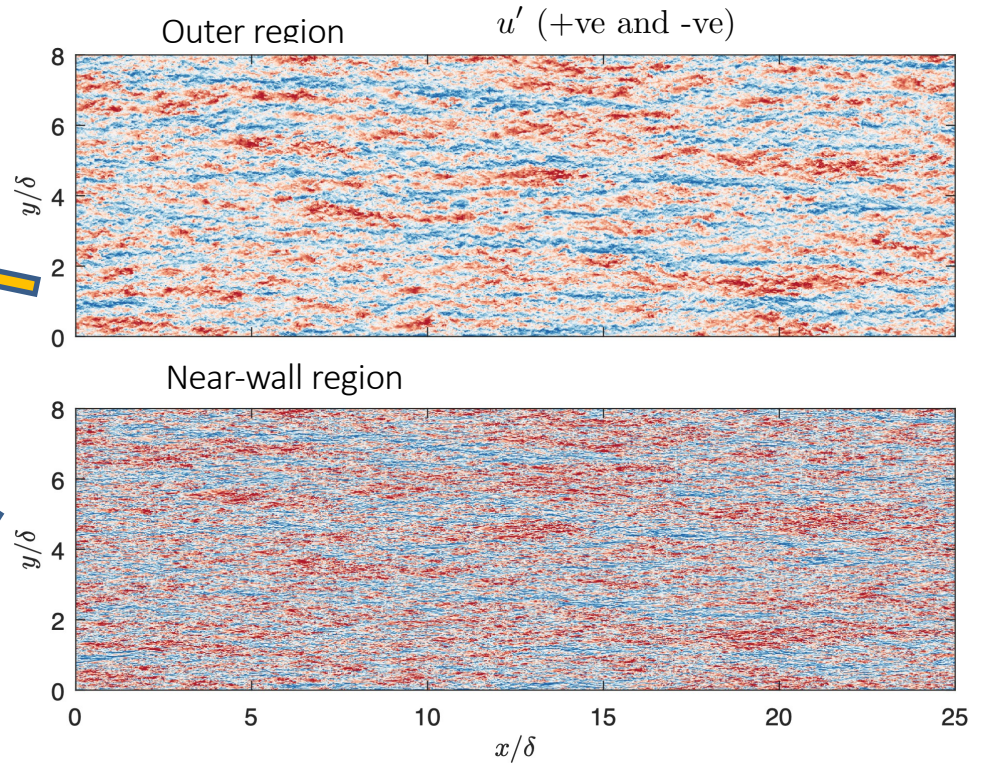 Outer region
u′ (+ve and -ve)
8
6
4
2
0
y/δ
Near-wall region
8
6
4
2
0
y/δ
0 5 10 15 20 25
x/δ